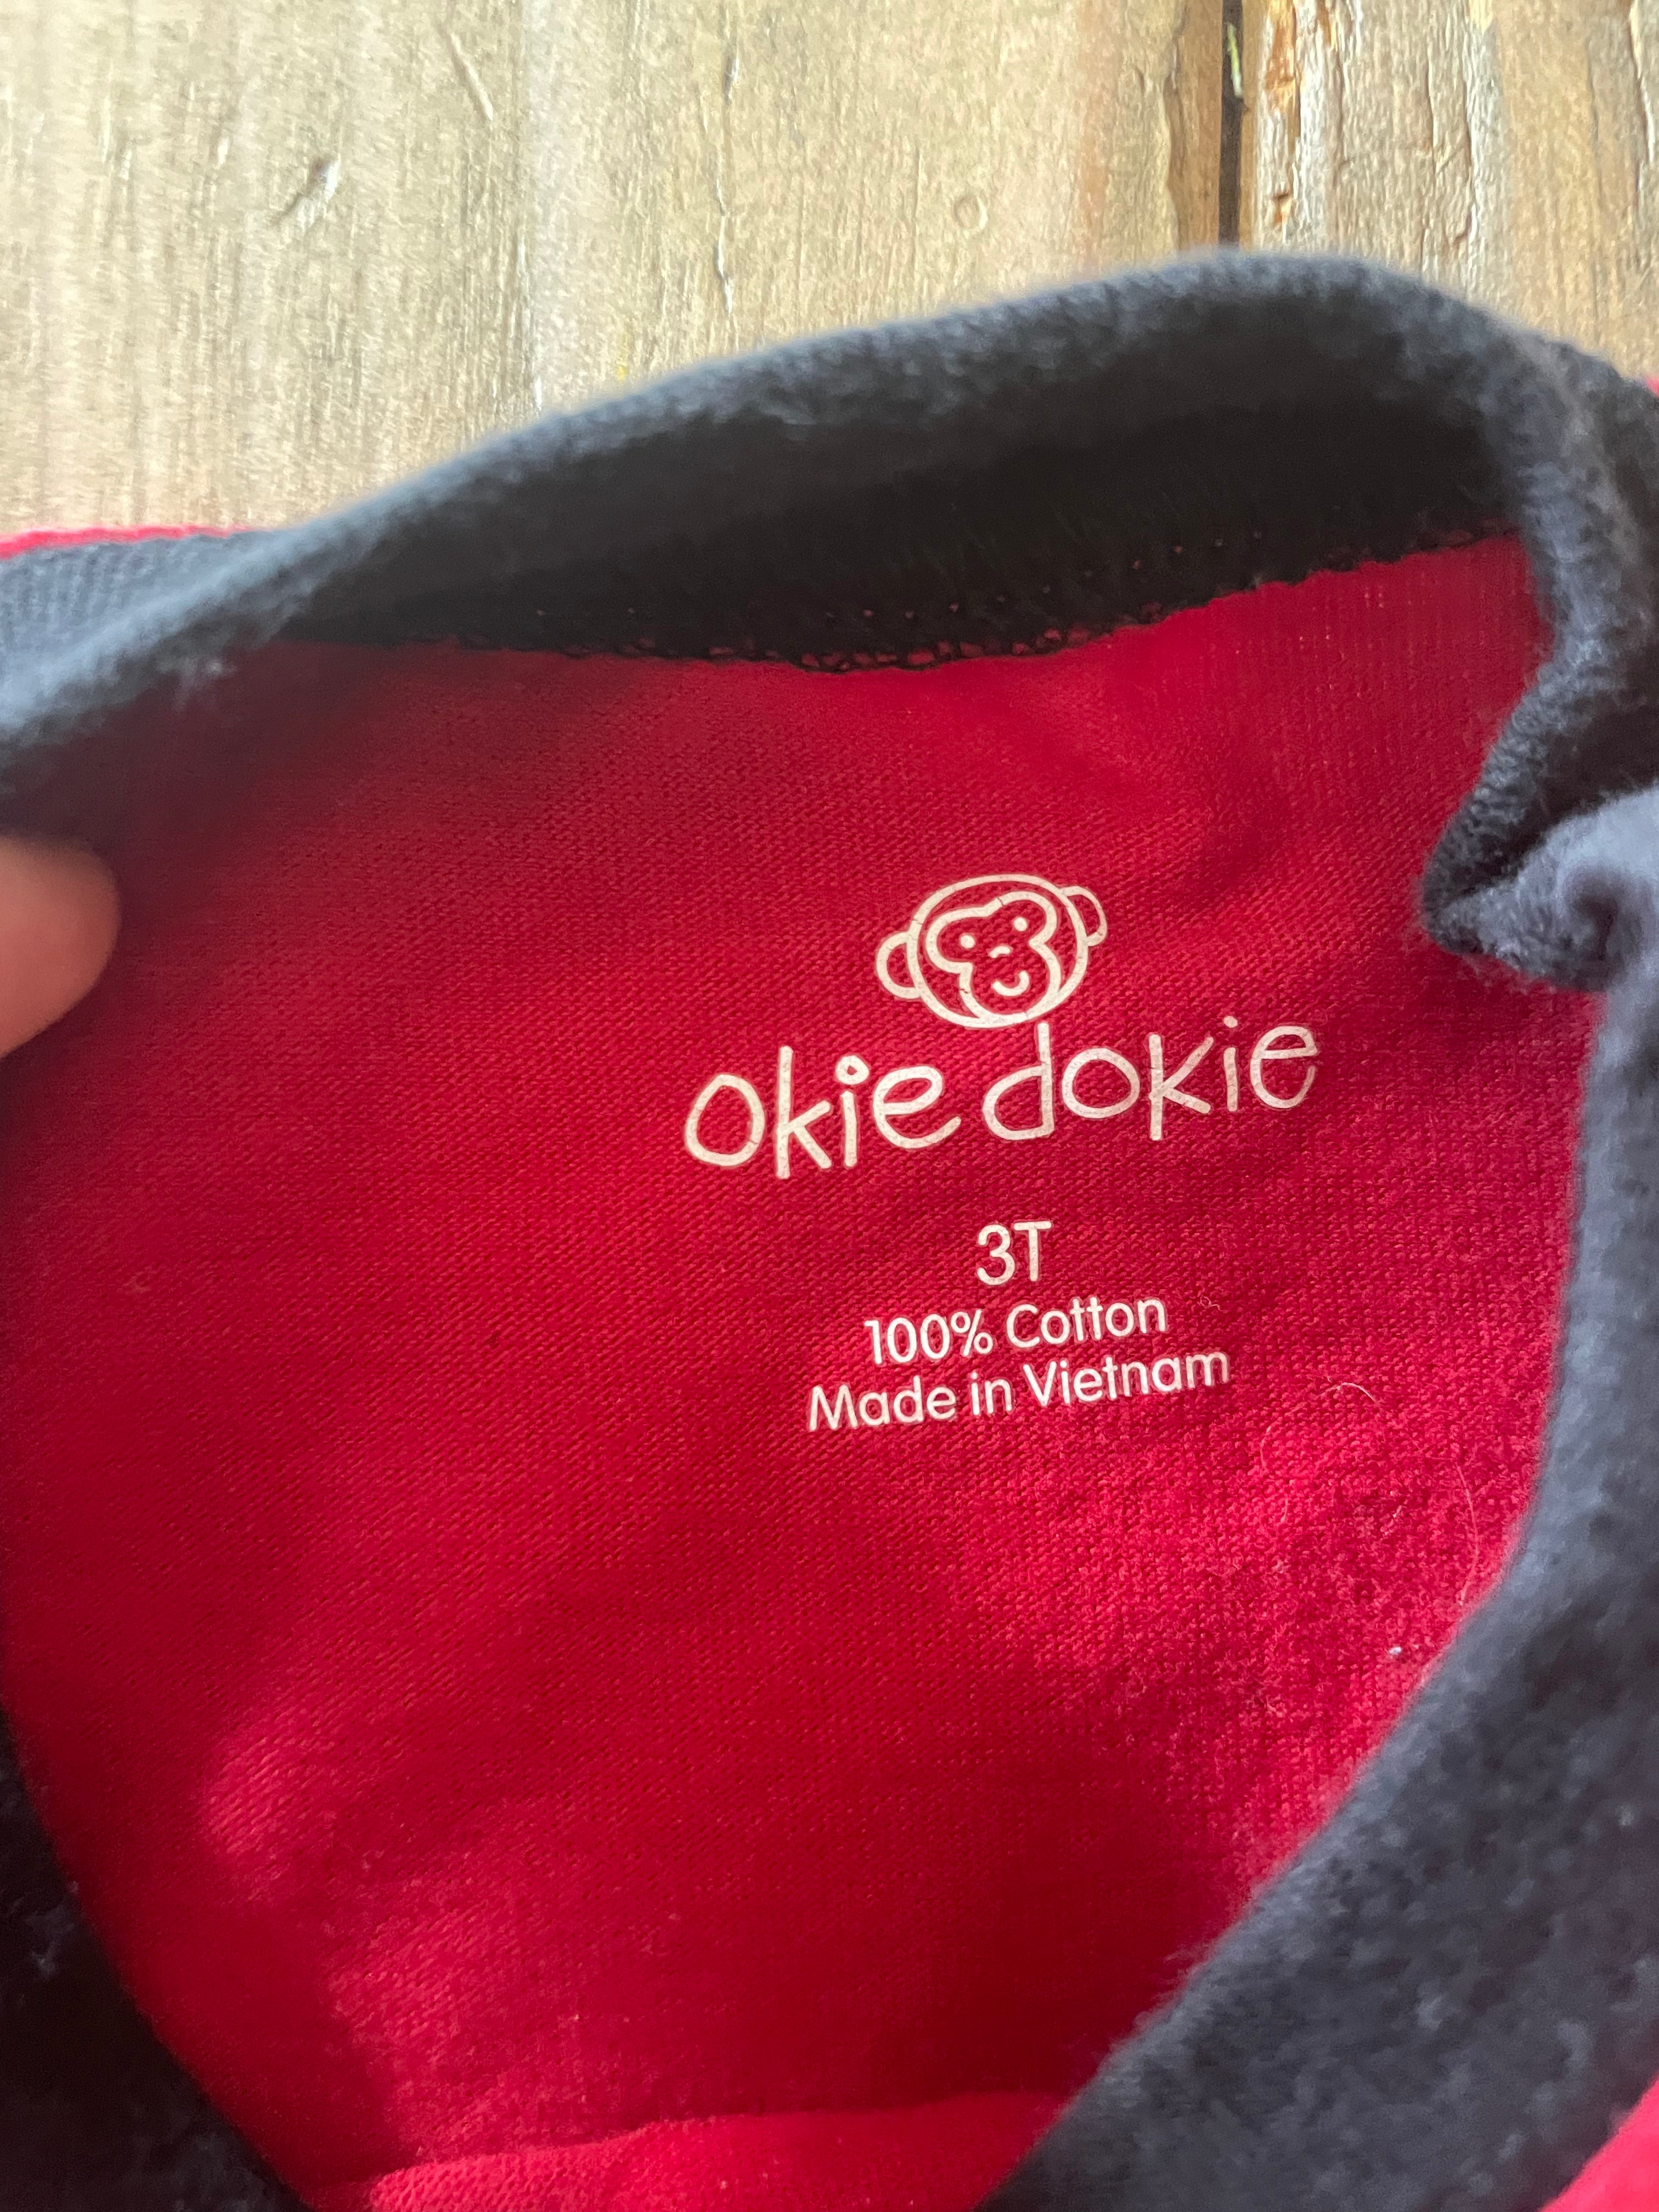 okie dokie
3T
100% Cotton
Made in Vietnam